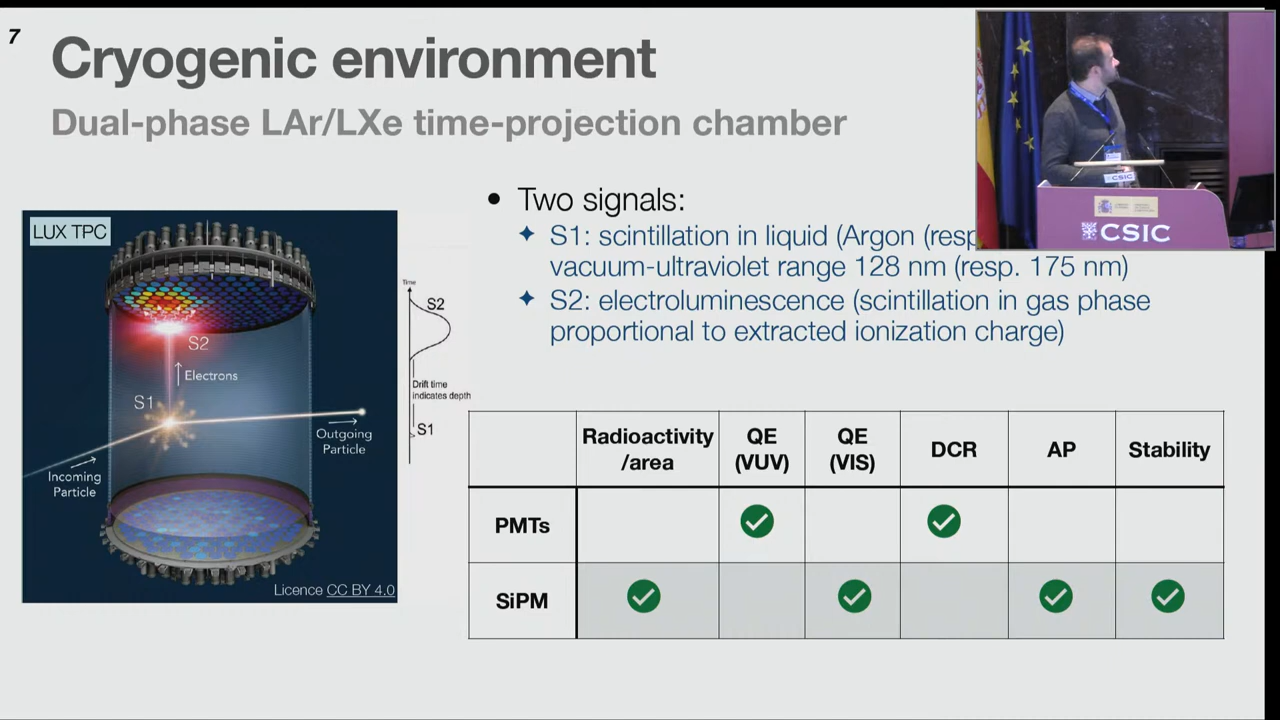 7
Cryogenic environment
Dual-phase LAr/LXe time-projection chamber
LUX TPC
S2
Electrons
S1
Incoming
Particle
Outgoing
Particle
Licence CC BY 4.0
Time
S2
Drift time
indicates depth
S1
• Two signals:
S1: scintillation in liquid (Argon (resp
vacuum-ultraviolet range 128 nm (resp. 175 nm)
S2: electroluminescence (scintillation in gas phase
proportional to extracted ionization charge)
Radioactivity
/area
QE
(VUV)
QE
(VIS)
DCR
AP
Stability
PMTs
SiPM
CSIC
CSIC